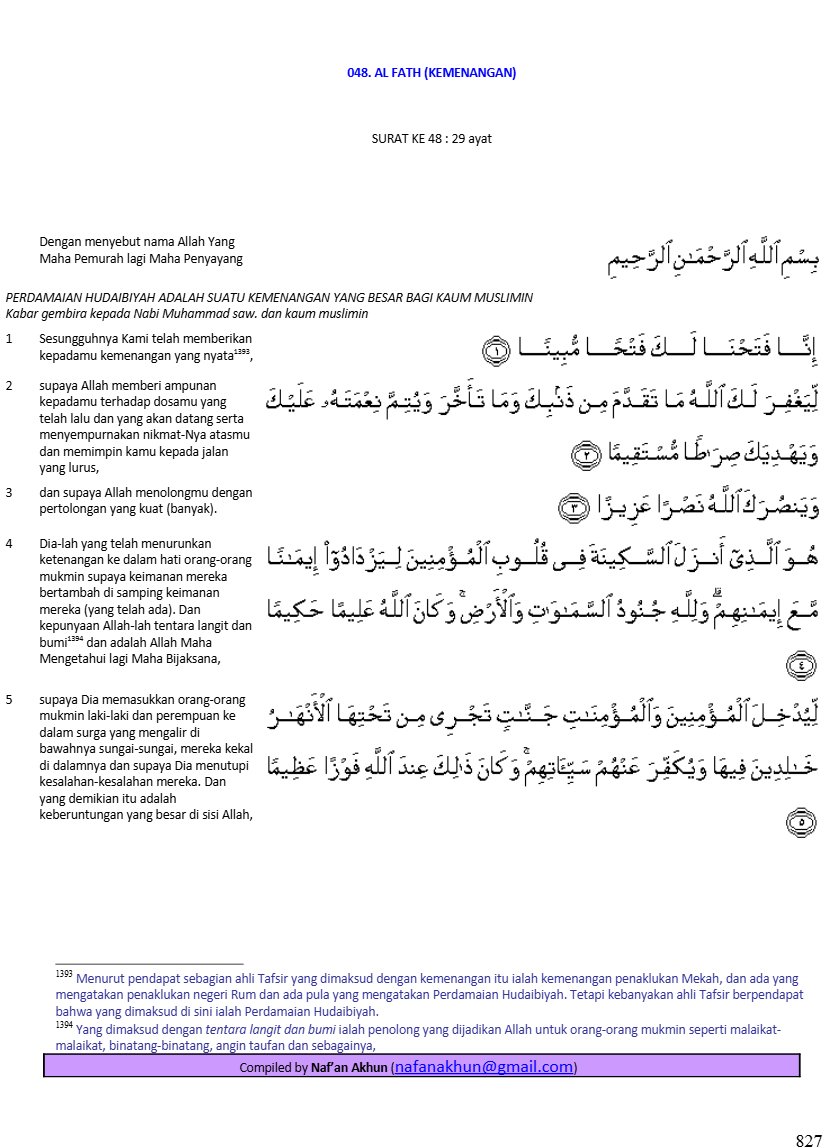 048. AL FATH (KEMENANGAN)
SURAT KE 48 : 29 ayat
Dengan menyebut nama Allah Yang
Maha Pemurah lagi Maha Penyayang
بِسْمِ ٱللَّهِ ٱلرَّحْمَـٰنِ ٱلرَّحِيمِ
PERDAMAIAN HUDAIBIYAH ADALAH SUATU KEMENANGAN YANG BESAR BAGI KAUM MUSLIMIN
Kabar gembira kepada Nabi Muhammad saw. dan kaum muslimin
1 Sesungguhnya Kami telah memberikan
kepadamu kemenangan yang nyata1393,
إِنَّا فَتَحْنَا لَكَ فَتْحًا مُّبِينًا ١
2 supaya Allah memberi ampunan
kepadamu terhadap dosamu yang
telah lalu dan yang akan datang serta
menyempurnakan nikmat-Nya atasmu
dan memimpin kamu kepada jalan
yang lurus,
لِّيَغْفِرَ لَكَ ٱللَّهُ مَا تَقَدَّمَ مِن ذَنۢبِكَ وَمَا تَأَخَّرَ وَيُتِمَّ نِعْمَتَهُۥ عَلَيْكَ
وَيَهْدِيَكَ صِرَٰطًا مُّسْتَقِيمًا ٢
3 dan supaya Allah menolongmu dengan
pertolongan yang kuat (banyak).
وَيَنصُرَكَ ٱللَّهُ نَصْرًا عَزِيزًا ٣
4 Dia-lah yang telah menurunkan
ketenangan ke dalam hati orang-orang
mukmin supaya keimanan mereka
bertambah di samping keimanan
mereka (yang telah ada). Dan
kepunyaan Allah-lah tentara langit dan
bumi1394 dan adalah Allah Maha
Mengetahui lagi Maha Bijaksana,
هُوَ ٱلَّذِىٓ أَنزَلَ ٱلسَّكِينَةَ فِى قُلُوبِ ٱلْمُؤْمِنِينَ لِيَزْدَادُوٓا۟ إِيمَـٰنًا
مَّعَ إِيمَـٰنِهِمْ ۗ وَلِلَّهِ جُنُودُ ٱلسَّمَـٰوَٰتِ وَٱلْأَرْضِ ۚ وَكَانَ ٱللَّهُ عَلِيمًا حَكِيمًا
٤
5 supaya Dia memasukkan orang-orang
mukmin laki-laki dan perempuan ke
dalam surga yang mengalir di
bawahnya sungai-sungai, mereka kekal
di dalamnya dan supaya Dia menutupi
kesalahan-kesalahan mereka. Dan
yang demikian itu adalah
keberuntungan yang besar di sisi Allah,
لِّيُدْخِلَ ٱلْمُؤْمِنِينَ وَٱلْمُؤْمِنَـٰتِ جَنَّـٰتٍ تَجْرِى مِن تَحْتِهَا ٱلْأَنْهَـٰرُ
خَـٰلِدِينَ فِيهَا وَيُكَفِّرَ عَنْهُمْ سَيِّـَٔاتِهِمْ ۚ وَكَانَ ذَٰلِكَ عِندَ ٱللَّهِ فَوْزًا عَظِيمًا
٥
1393 Menurut pendapat sebagian ahli Tafsir yang dimaksud dengan kemenangan itu ialah kemenangan penaklukan Mekah, dan ada yang
mengatakan penaklukan negeri Rum dan ada pula yang mengatakan Perdamaian Hudaibiyah. Tetapi kebanyakan ahli Tafsir berpendapat
bahwa yang dimaksud di sini ialah Perdamaian Hudaibiyah.
1394 Yang dimaksud dengan tentara langit dan bumi ialah penolong yang dijadikan Allah untuk orang-orang mukmin seperti malaikat-
malaikat, binatang-binatang, angin taufan dan sebagainya,
Compiled by Naf’an Akhun (nafanakhun@gmail.com)
827